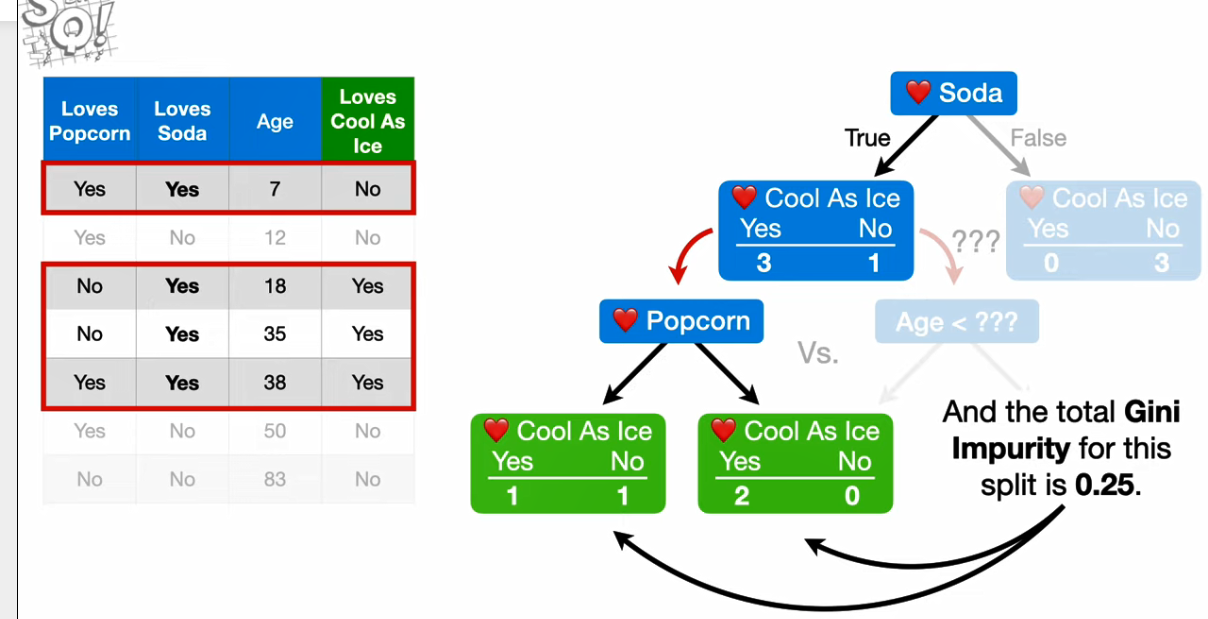 Q!
Loves Popcorn Loves Soda Age Loves Cool As Ice
Yes Yes 7 No
Yes No 12 No
No Yes 18 Yes
No Yes 35 Yes
Yes Yes 38 Yes
Yes No 50 No
No No 83 No
Soda
True False
Cool As Ice
Yes No
3 1
???
Cool As Ice
Yes No
0 3
Popcorn
Vs.
Age < ???
Cool As Ice
Yes No
1 1
Cool As Ice
Yes No
2 0
And the total Gini
Impurity for this
split is 0.25.